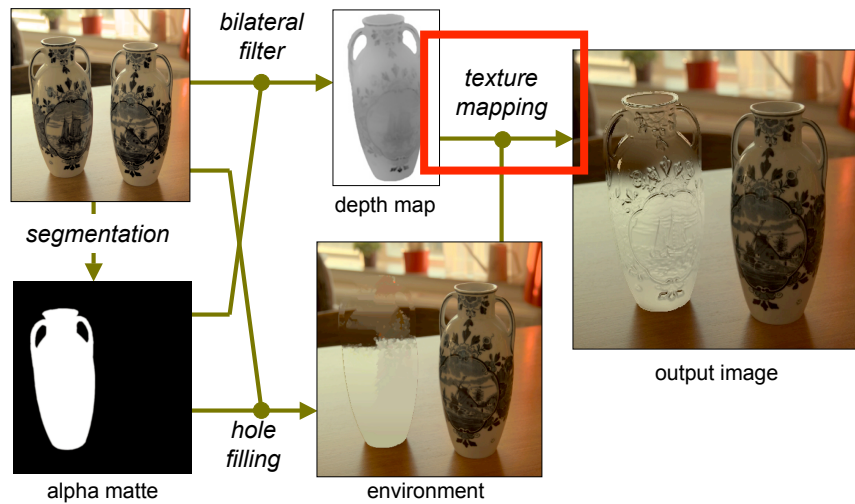 bilateral
filter
texture
mapping
depth map
segmentation
output image
hole
filling
alpha matte
environment